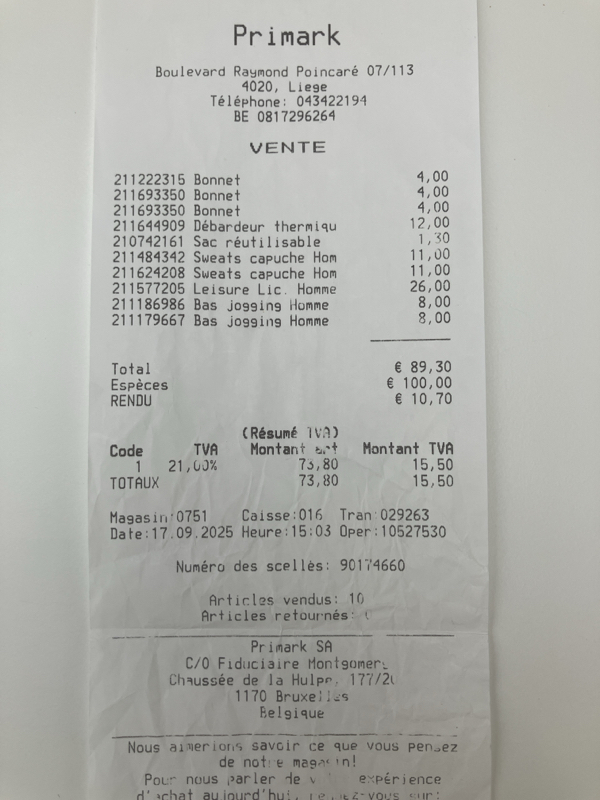 Primark
Boulevard Raymond Poincaré 07/113
4020, Liege
Téléphone: 043422194
BE 0817296264
VENTE
211222315 Bonnet 4,00
211693350 Bonnet 4,00
211693350 Bonnet 4,00
211644909 Débardeur thermiqu 12,00
210742161 Sac réutilisable 1,30
211484342 Sweats capuche Hom 11,00
211624208 Sweats capuche Hom 11,00
211577205 Leisure Lic. Homme 26,00
211186986 Bas jogging Homme 8,00
211179667 Bas jogging Homme 8,00
Total € 89,30
Espèces € 100,00
RENDU € 10,70
(Résumé TVA)
Code TVA Montant Montant TVA
1 21,00% 73,80 15,50
TOTAUX 73,80 15,50
Magasin:0751 Caisse:016 Tran:029263
Date:17.09.2025 Heure:15:03 Oper:10527530
Numéro des scellés: 90174660
Articles vendus: 10
Articles retournés:
Primark SA
C/O Fiduciaire
Chaussée de la Hulpe,
1170 Bruxelles
Belgique
Nous aimerions savoir ce que vous pensez
de notre magasin!
Pour nous parler de expérience
d'achat aujourd'hui, sur: